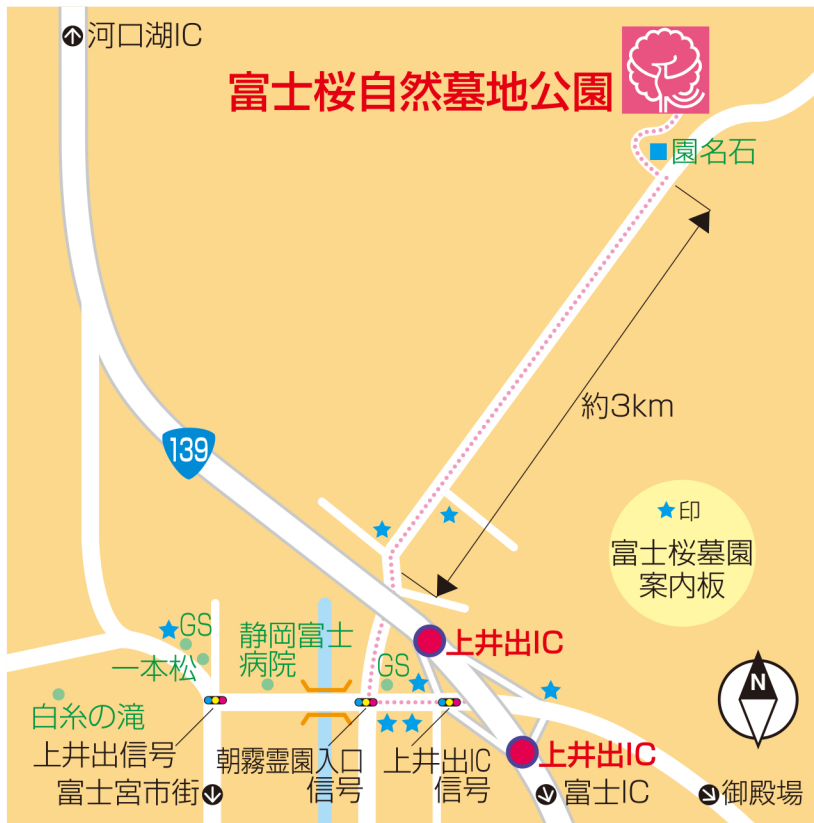 河口湖IC
富士桜自然墓地公園
園名石
約3km
139
印
富士桜墓園
案内板
GS
一本松
静岡富士
病院
GS
上井出IC
白糸の滝
上井出信号
朝霧霊園入口
信号
上井出IC
信号
上井出IC
N
富士宮市街
富士IC
御殿場